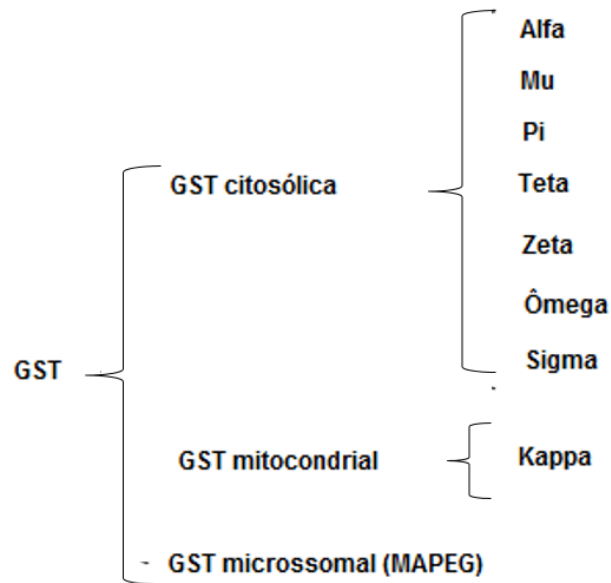 Alfa
Mu
Pi
GST citosólica
Teta
Zeta
Ômega
Sigma
GST
GST mitocondrial
Kappa
GST microssomal (MAPEG)